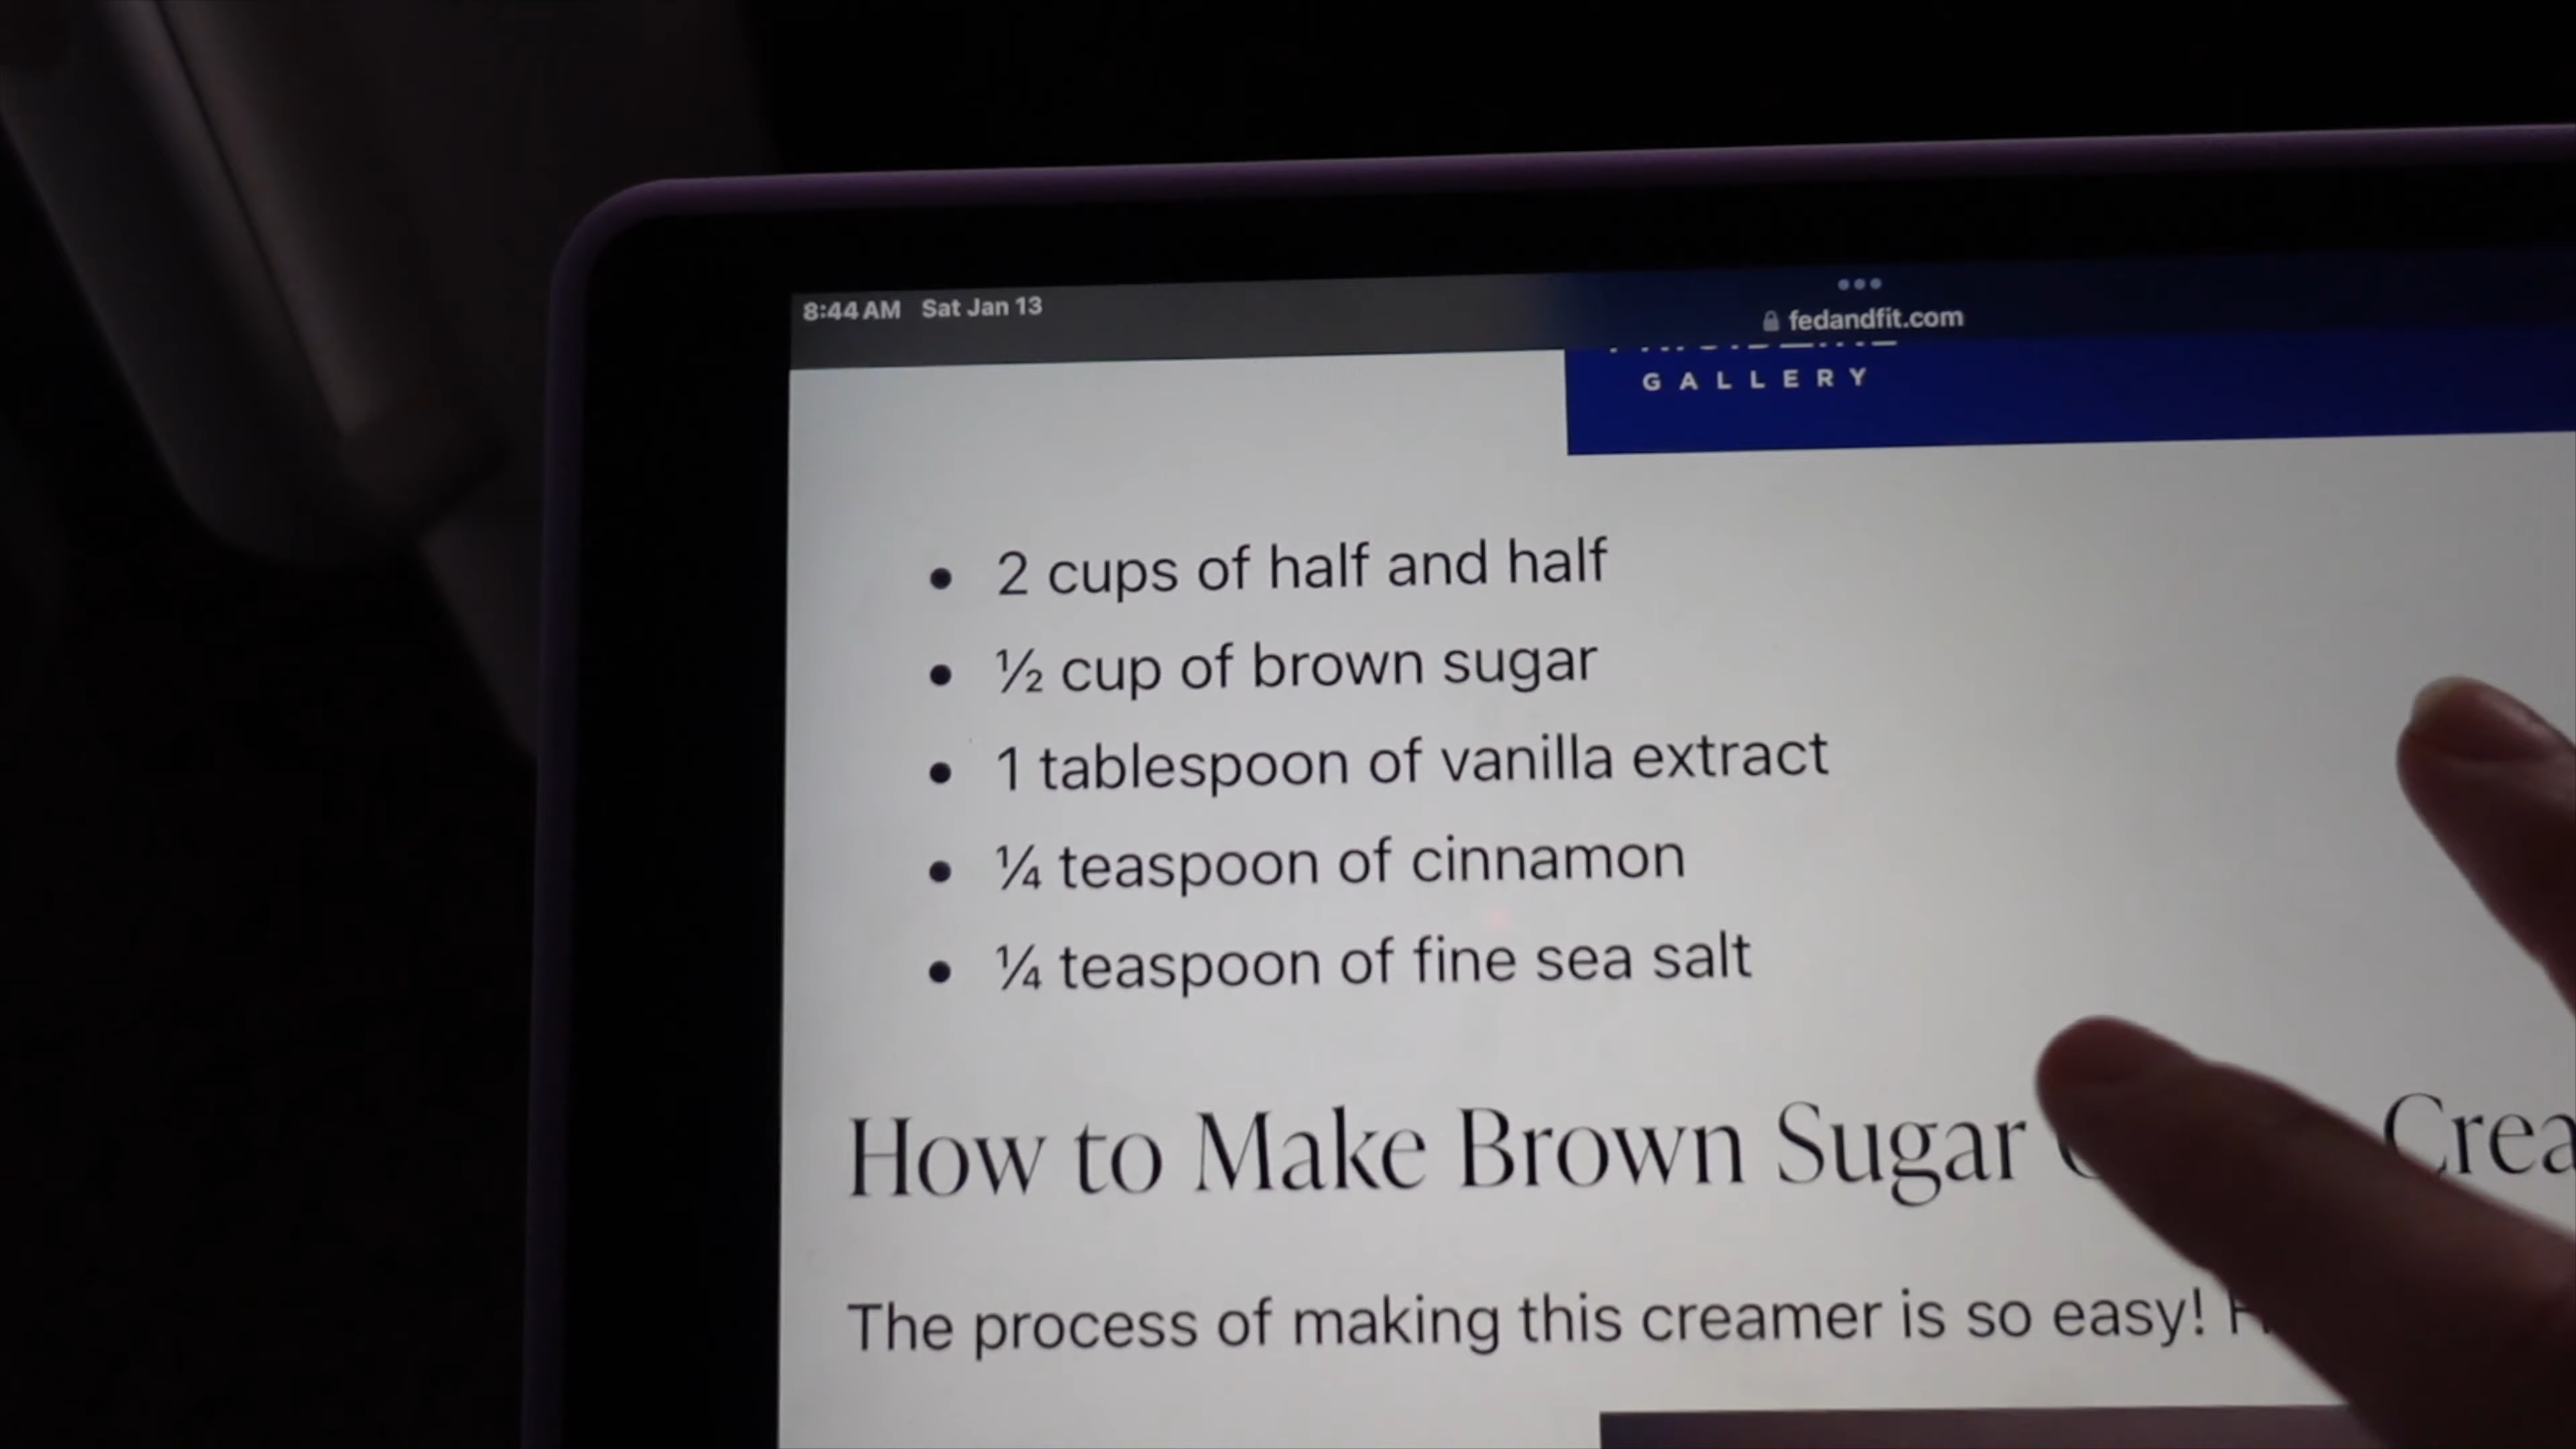 8:44 AM Sat Jan 13
fedandfit.com
GALLERY
• 2 cups of half and half
• ½ cup of brown sugar
• 1 tablespoon of vanilla extract
• ¼ teaspoon of cinnamon
• ¼ teaspoon of fine sea salt
How to Make Brown Sugar
The process of making this creamer is so easy!